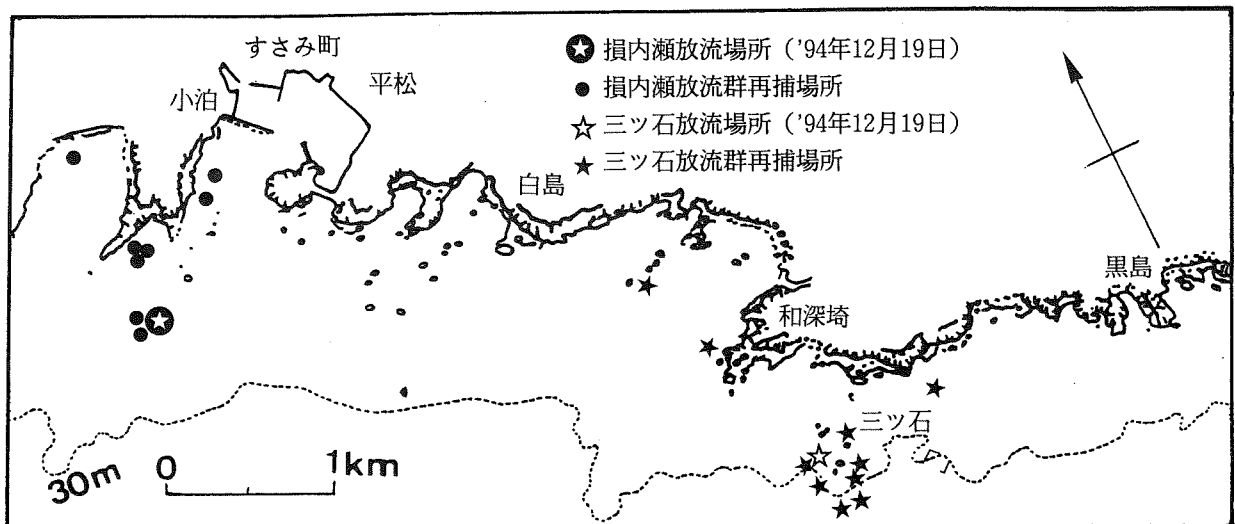 すさみ町
小泊
平松
損内瀬放流場所（'94年12月19日）
損内瀬放流群再捕場所
三ッ石放流場所（'94年12月19日）
三ッ石放流群再捕場所
白島
黒島
和深埼
三ッ石
30m
0
1km